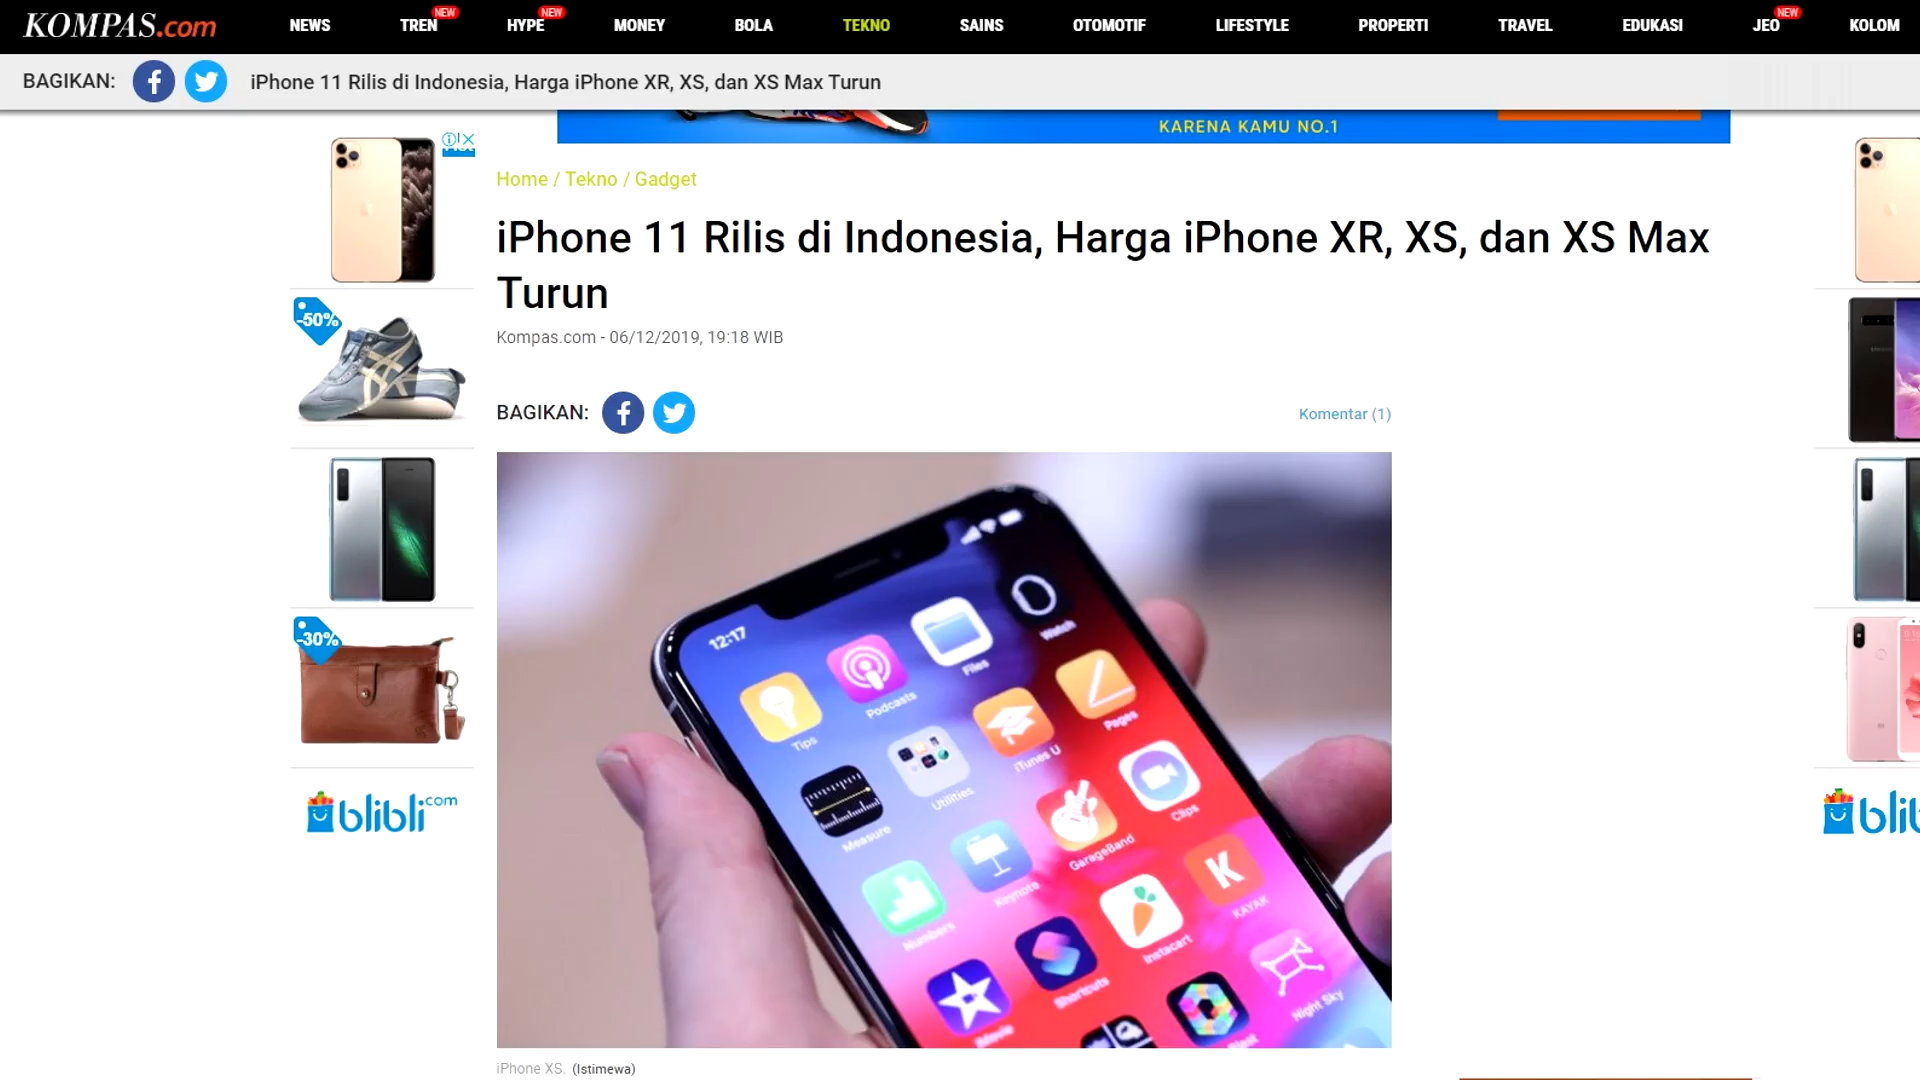 KOMPAS.com
NEWS
TREN
NEW
HYPE
NEW
MONEY
BOLA
TEKNO
SAINS
OTOMOTIF
LIFESTYLE
PROPERTI
TRAVEL
EDUKASI
JEO
NEW
KOLOM
BAGIKAN:
iPhone 11 Rilis di Indonesia, Harga iPhone XR, XS, dan XS Max Turun
KARENA KAMU NO.1
Home / Tekno / Gadget
iPhone 11 Rilis di Indonesia, Harga iPhone XR, XS, dan XS Max
Turun
Kompas.com - 06/12/2019, 19:18 WIB
BAGIKAN:
Komentar (1)
-50%
-30%
blibli.com
12:17
Tips
Podcasts
Files
Watch
Measure
Utilities
iTunes U
Pages
Numbers
Keynote
GarageBand
Clips
iMovie
Shortcuts
Instacart
KAYAK
Night Sky
iPhone XS. (Istimewa)